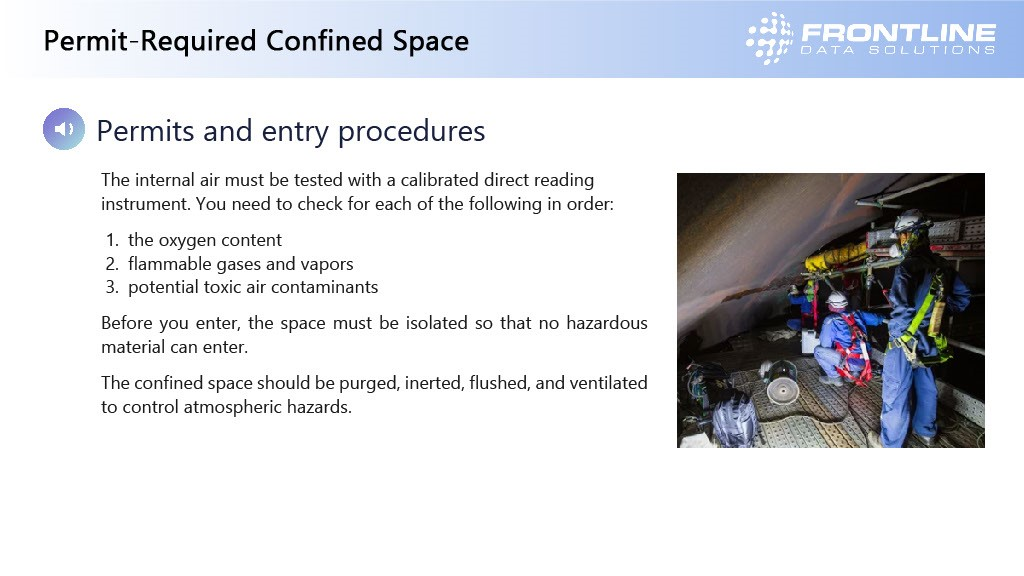 Permit-Required Confined Space
FRONTLINE
DATA SOLUTIONS
Permits and entry procedures
The internal air must be tested with a calibrated direct reading
instrument. You need to check for each of the following in order:
1. the oxygen content
2. flammable gases and vapors
3. potential toxic air contaminants
Before you enter, the space must be isolated so that no hazardous
material can enter.
The confined space should be purged, inerted, flushed, and ventilated
to control atmospheric hazards.